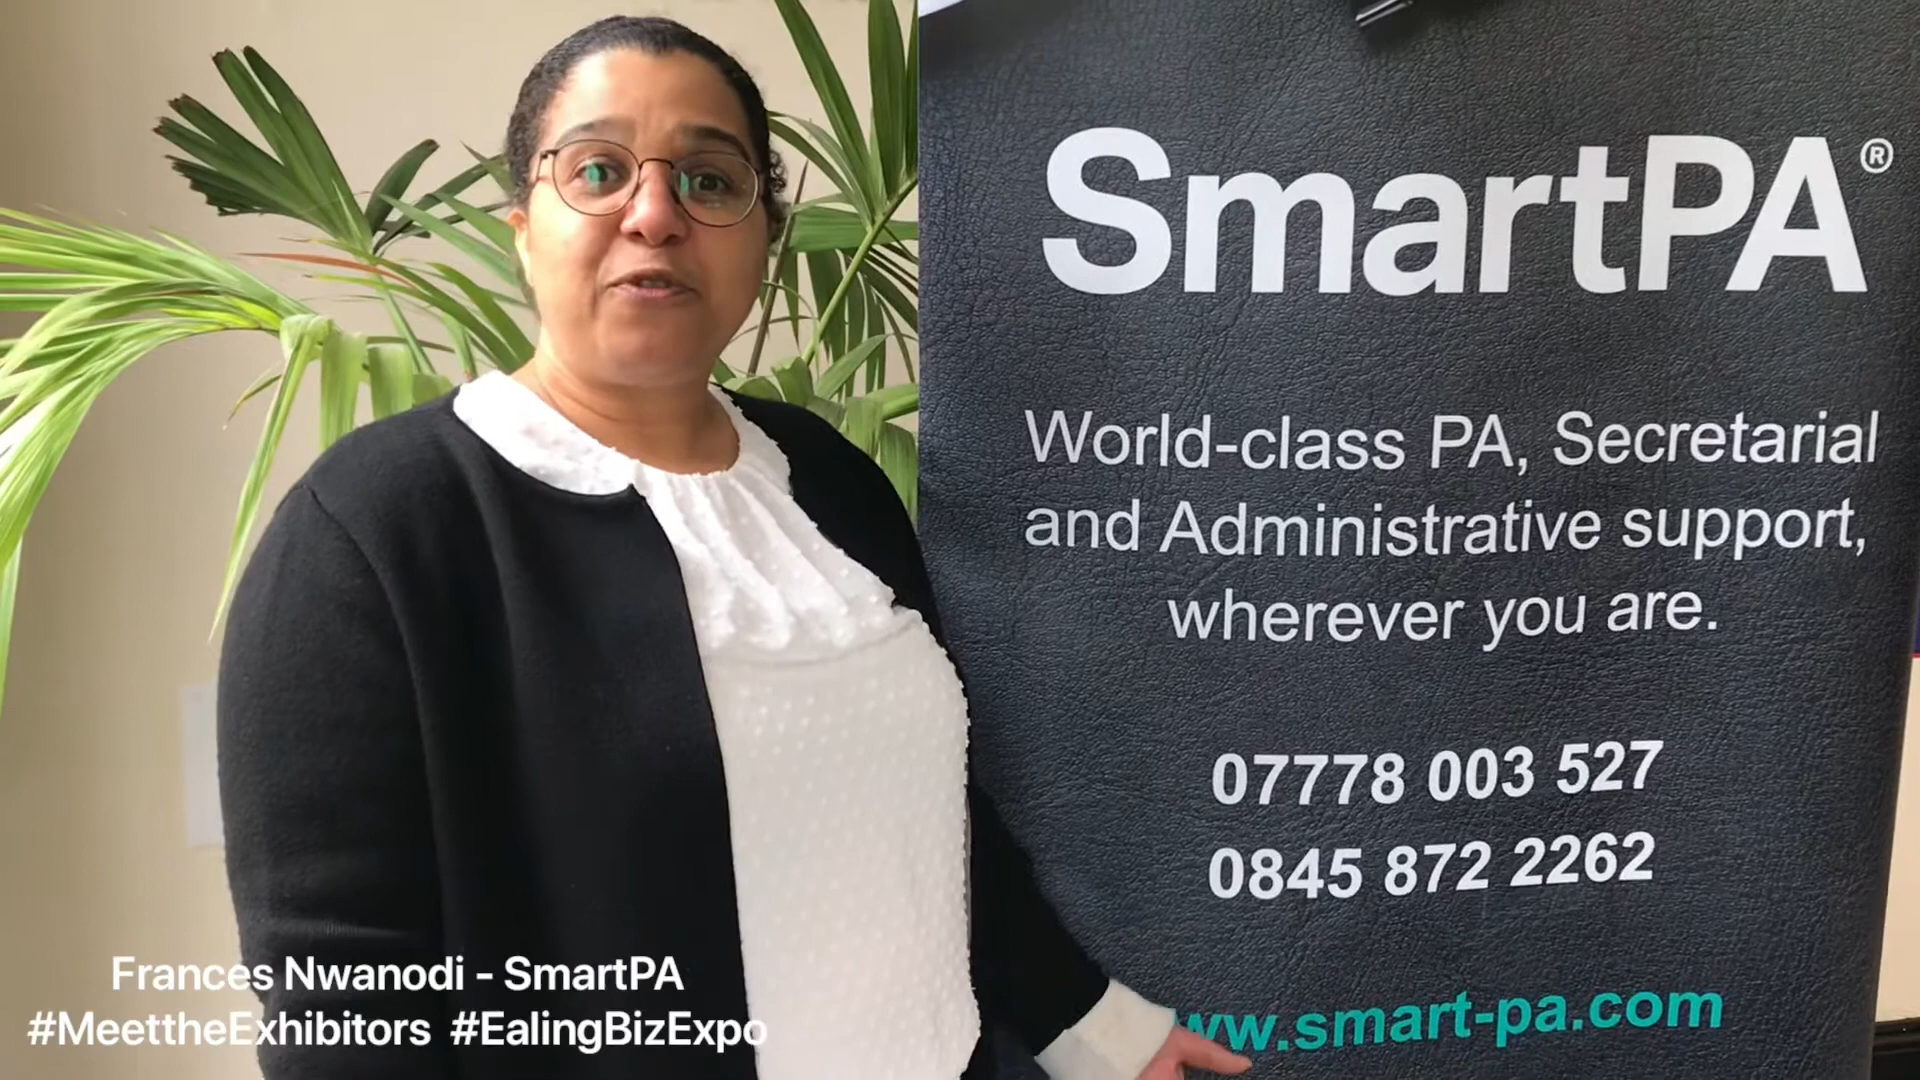 SmartPA®
World-class PA, Secretarial
and Administrative support,
wherever you are.
07778 003 527
0845 872 2262
ww.smart-pa.com
Frances Nwanodi - SmartPA
#MeettheExhibitors #EalingBizExpo